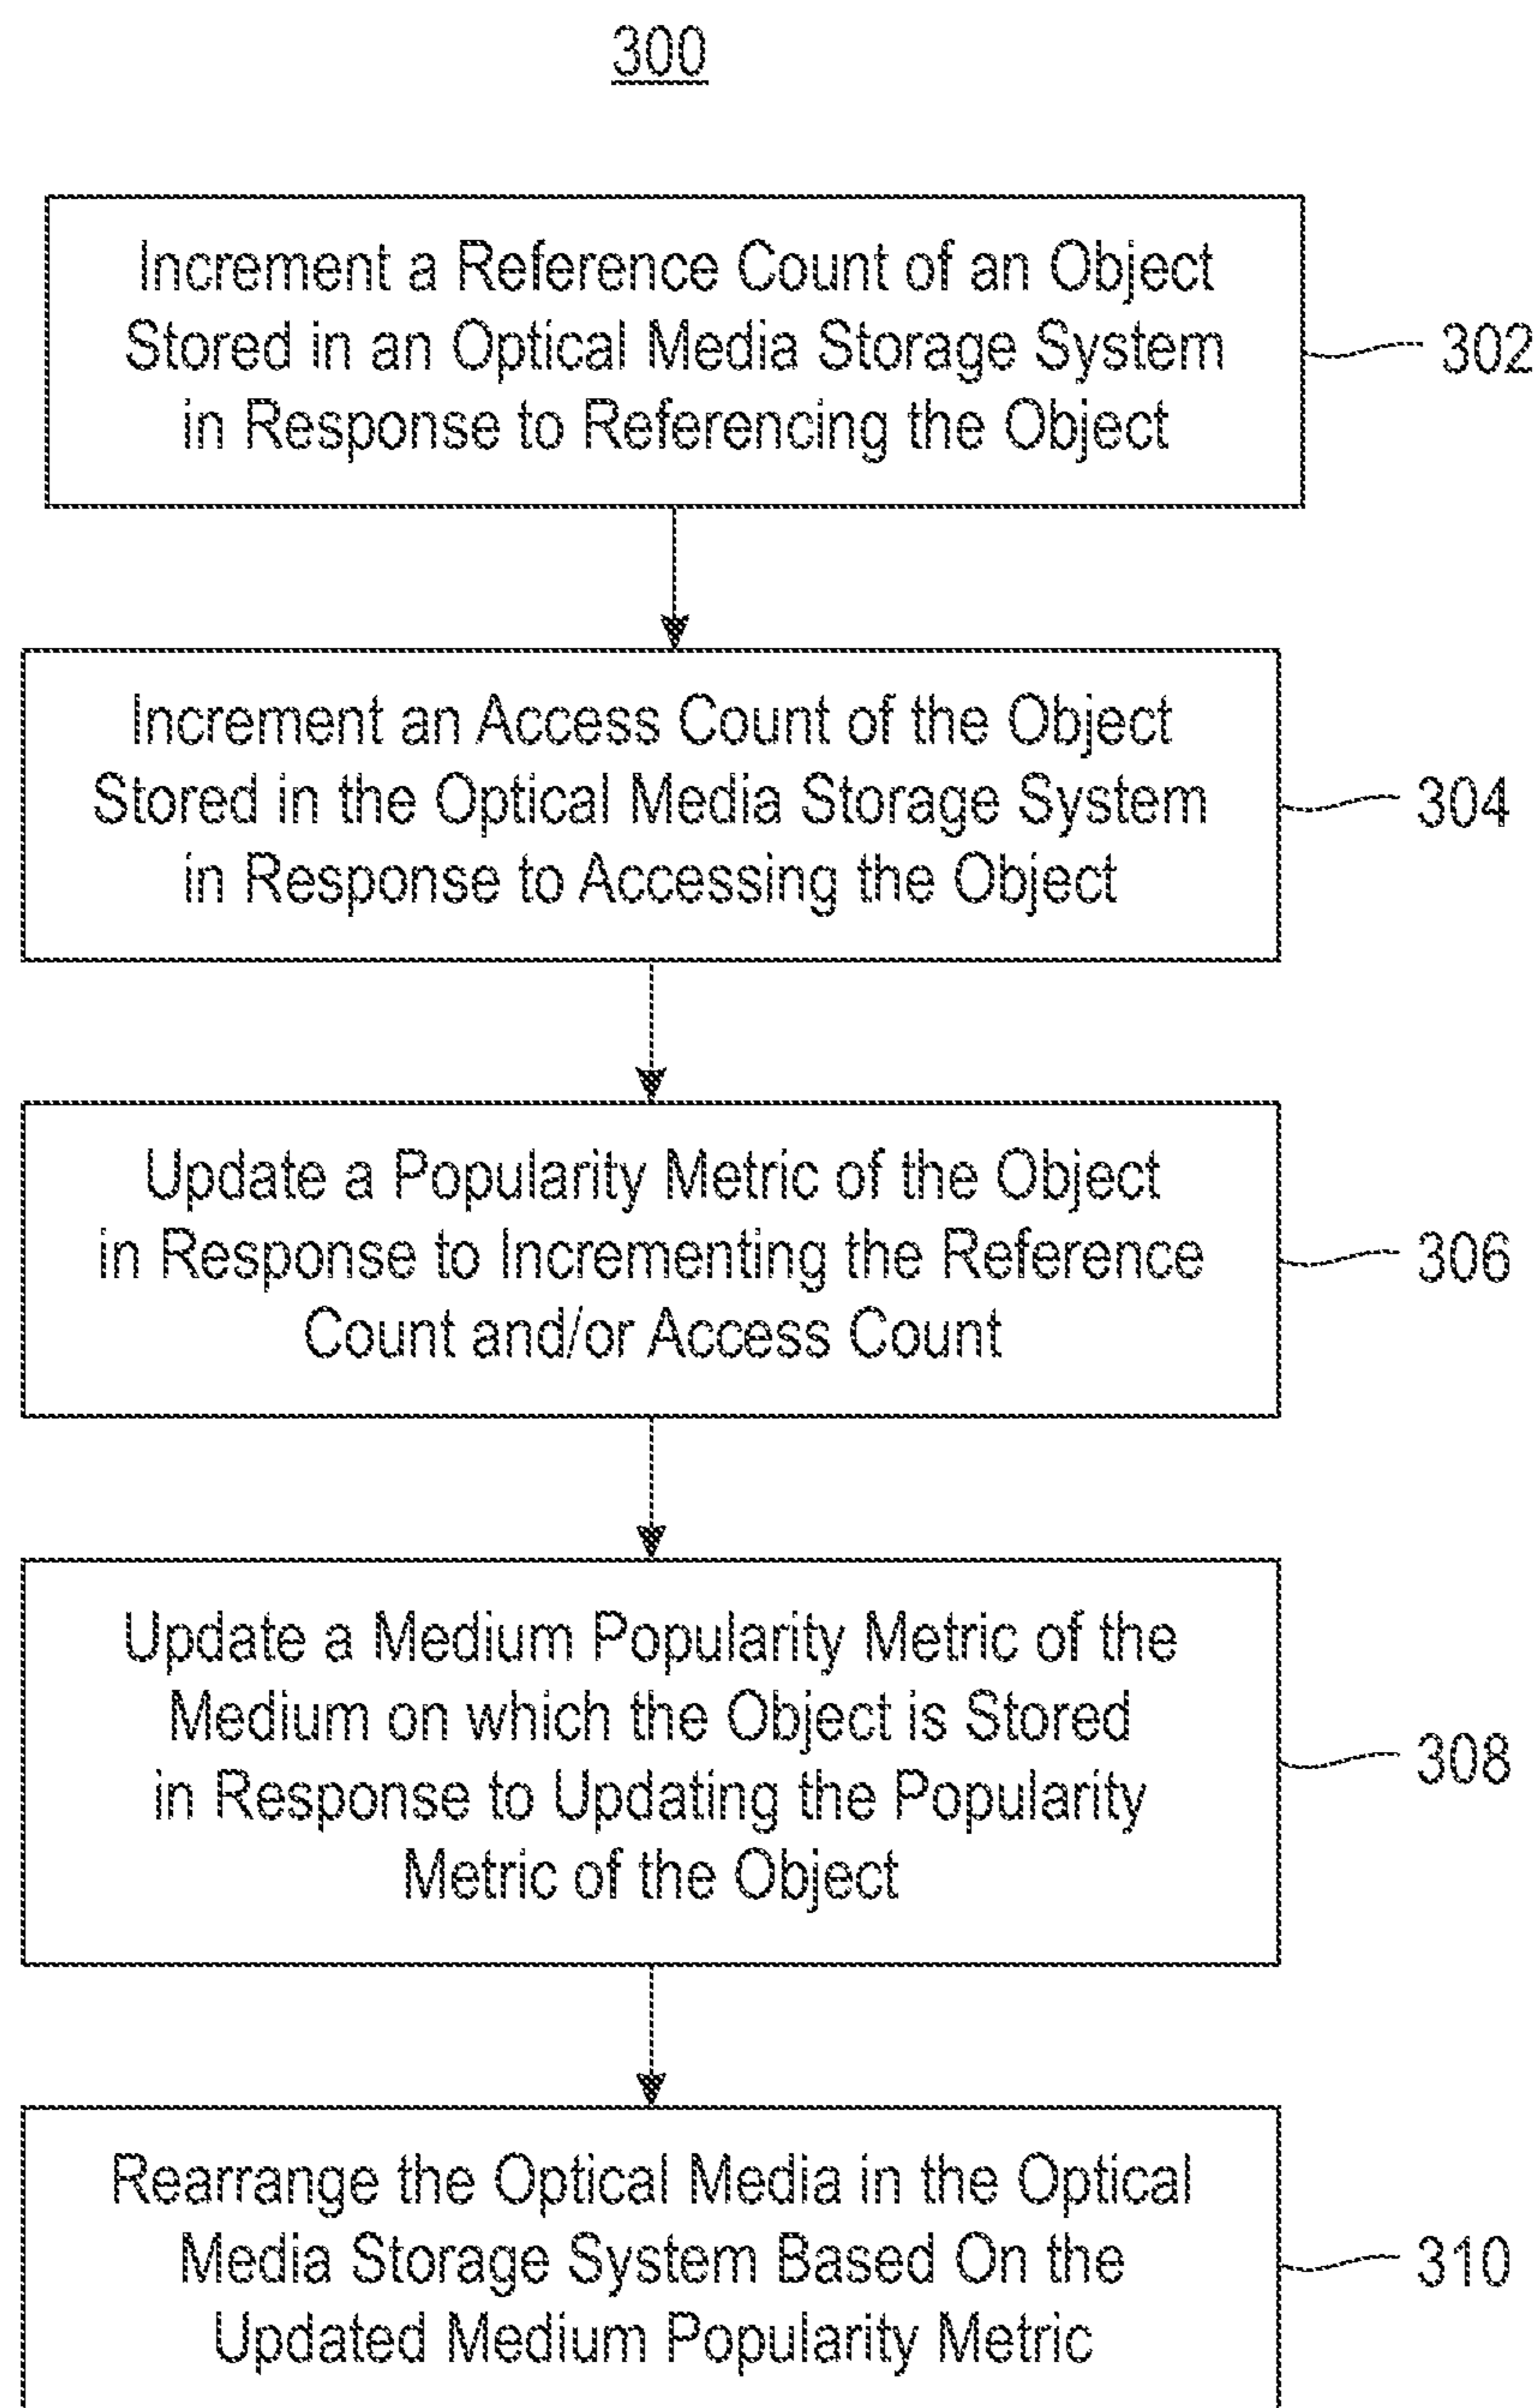 300
Increment a Reference Count of an Object
Stored in an Optical Media Storage System
in Response to Referencing the Object
302
Increment an Access Count of the Object
Stored in the Optical Media Storage System
in Response to Accessing the Object
304
Update a Popularity Metric of the Object
in Response to Incrementing the Reference
Count and/or Access Count
306
Update a Medium Popularity Metric of the
Medium on which the Object is Stored
in Response to Updating the Popularity
Metric of the Object
308
Rearrange the Optical Media in the Optical
Media Storage System Based On the
Updated Medium Popularity Metric
310